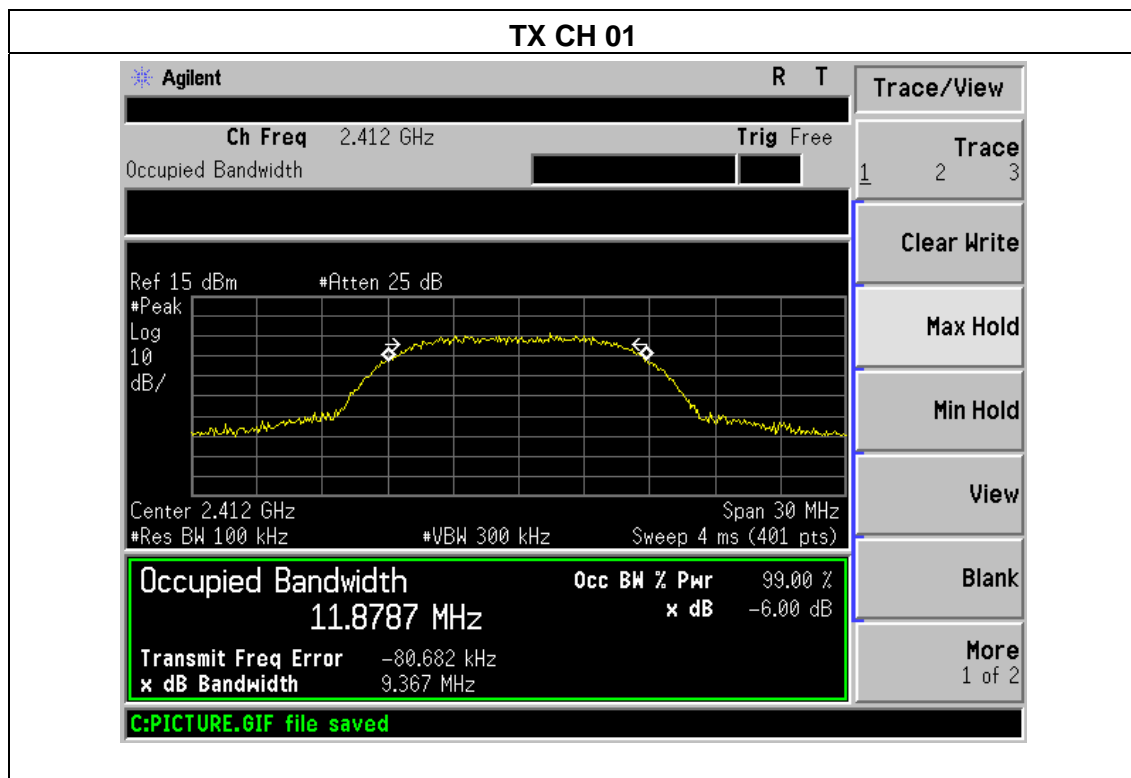 TX CH 01
Agilent R T
Trace/View
Ch Freq 2.412 GHz Trig Free
Occupied Bandwidth
Trace
1 2 3
Clear Write
Ref 15 dBm #Atten 25 dB
#Peak
Log
10
dB/
Max Hold
Min Hold
View
Center 2.412 GHz Span 30 MHz
#Res BW 100 kHz #VBW 300 kHz Sweep 4 ms (401 pts)
Occupied Bandwidth Occ BW % Pwr 99.00 %
11.8787 MHz x dB -6.00 dB
Blank
Transmit Freq Error -80.682 kHz
x dB Bandwidth 9.367 MHz
More
1 of 2
C:PICTURE.GIF file saved